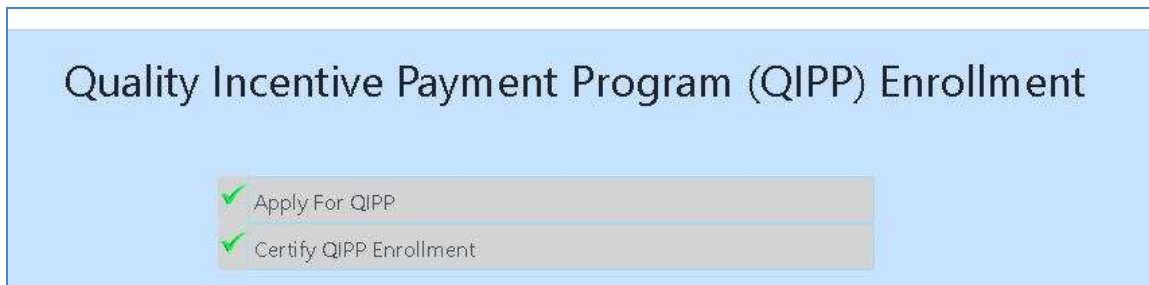 Quality Incentive Payment Program (QIPP) Enrollment
Apply For QIPP
Certify QIPP Enrollment